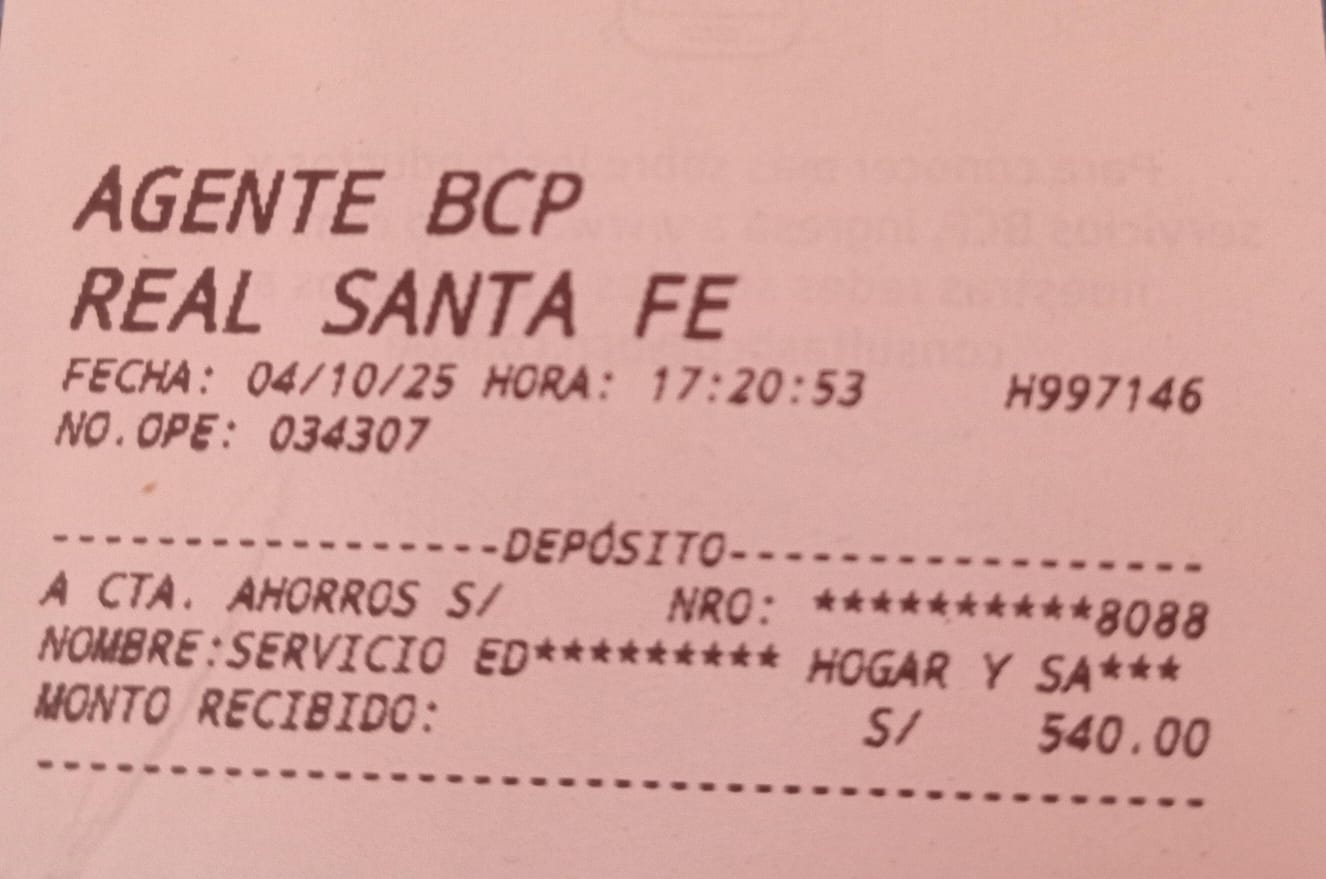 AGENTE BCP
REAL SANTA FE
FECHA: 04/10/25 HORA: 17:20:53 H997146
NO.OPE: 034307
------------------DEPÓSITO------------------
A CTA. AHORROS S/ NRO: **********8088
NOMBRE:SERVICIO ED********* HOGAR Y SA***
MONTO RECIBIDO: S/ 540.00
--------------------------------------------